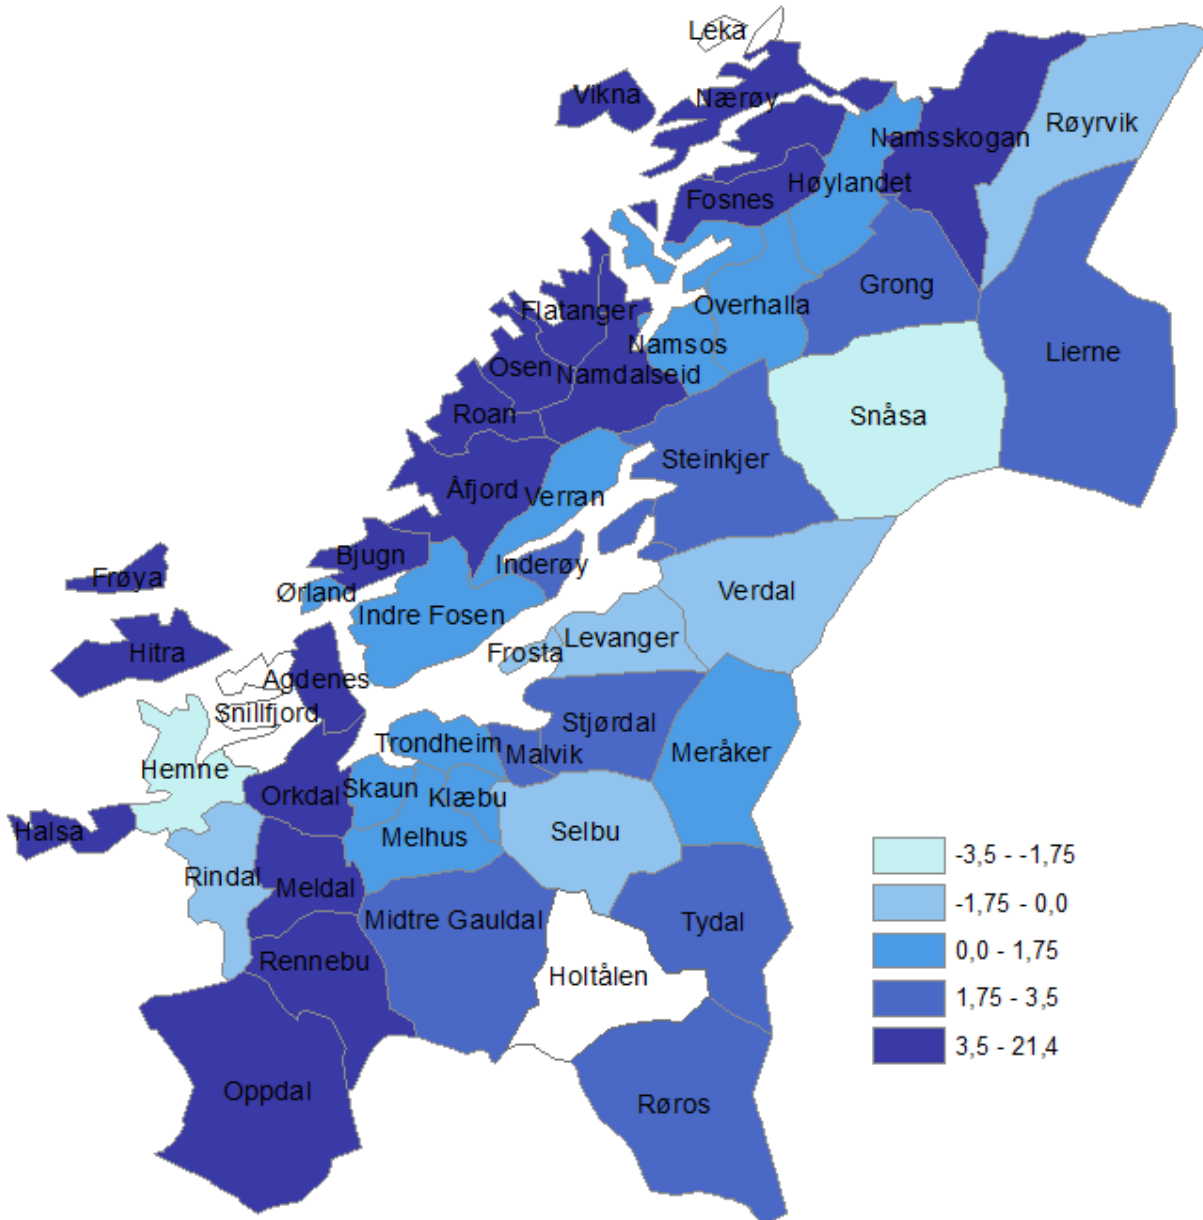 Leka
Vikna
Nærøy
Røyrvik
Namsskogan
Høylandet
Fosnes
Grong
Overhalla
Flatanger
Namsos
Lierne
Osen
Namdalseid
Roan
Snåsa
Steinkjer
Åfjord
Verran
Bjugn
Inderøy
Frøya
Ørland
Verdal
Indre Fosen
Levanger
Hitra
Frosta
Agdenes
Snillfjord
Stjørdal
Trondheim
Malvik
Meråker
Hemne
Skaun
Klæbu
Orkdal
Halsa
Melhus
Selbu
Rindal
Meldal
Midtre Gauldal
Tydal
Rennebu
Holtålen
Oppdal
Røros
-3,5 - -1,75
-1,75 - 0,0
0,0 - 1,75
1,75 - 3,5
3,5 - 21,4